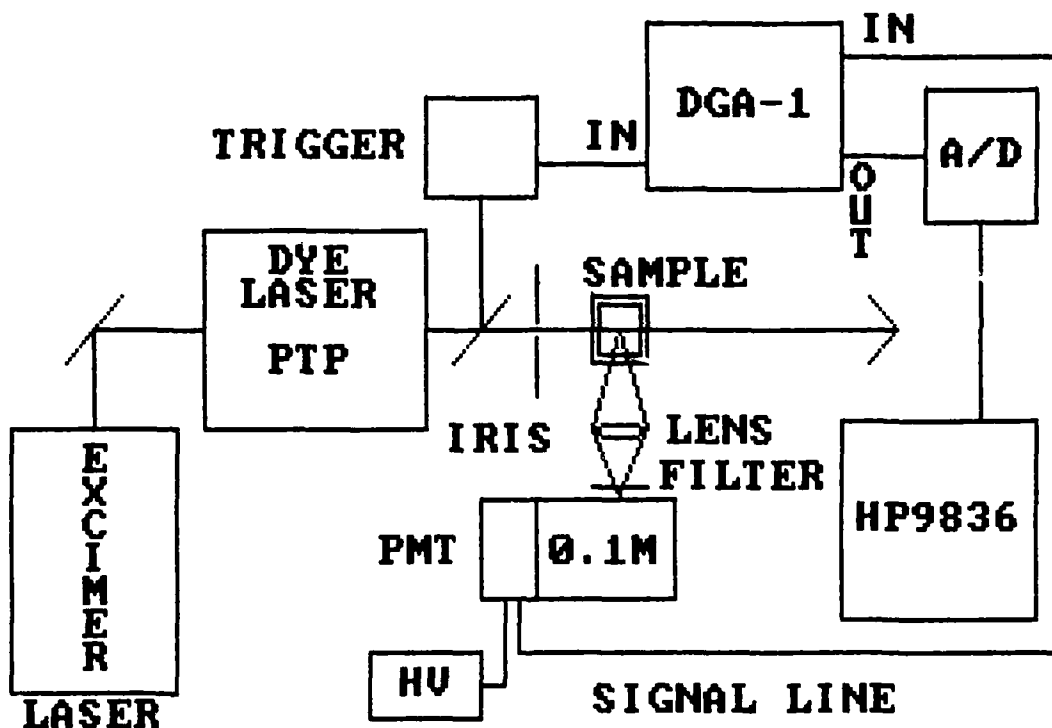 IN
DGA-1
TRIGGER
IN
A/D
OUT
DYE
LASER
PTP
SAMPLE
IRIS
LENS
FILTER
EXCIMER
LASER
PMT
0.1M
HP9836
HV
SIGNAL LINE